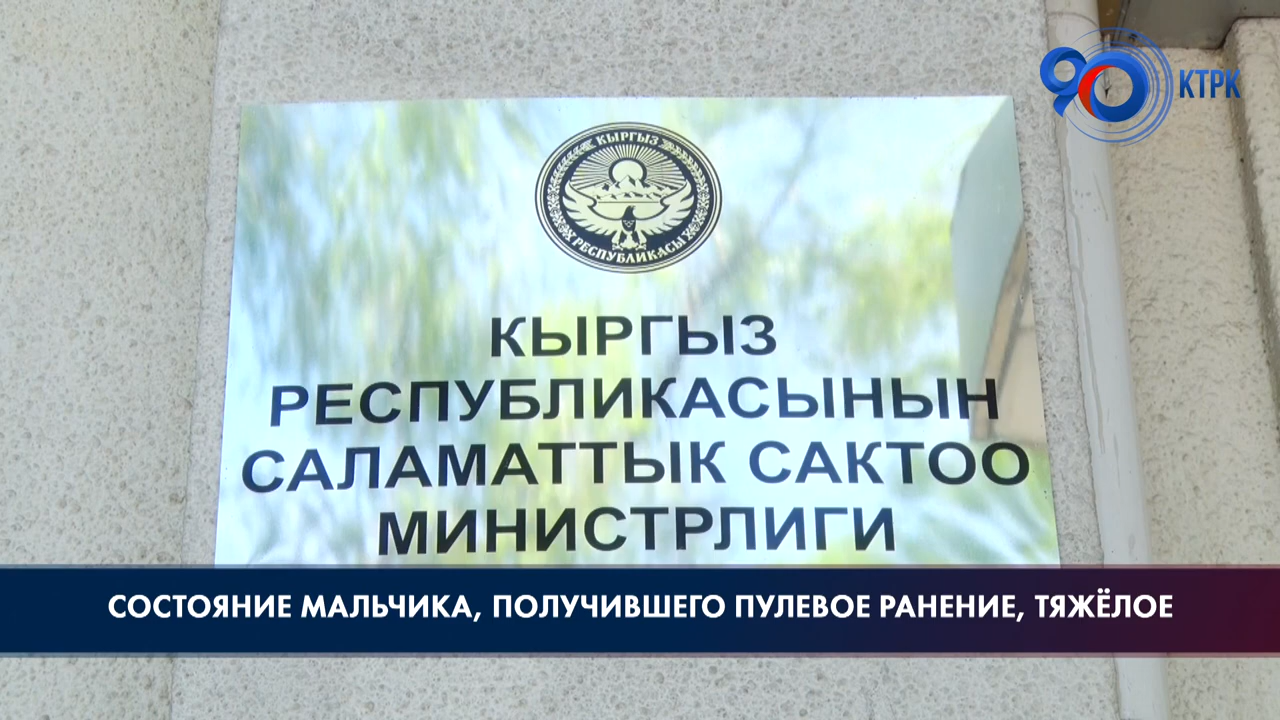 90 КТРК
КЫРГЫЗ
РЕСПУБЛИКАСЫ
КЫРГЫЗ
РЕСПУБЛИКАСЫНЫН
САЛАМАТТЫК САКТОО
МИНИСТРЛИГИ
СОСТОЯНИЕ МАЛЬЧИКА, ПОЛУЧИВШЕГО ПУЛЕВОЕ РАНЕНИЕ, ТЯЖЁЛОЕ